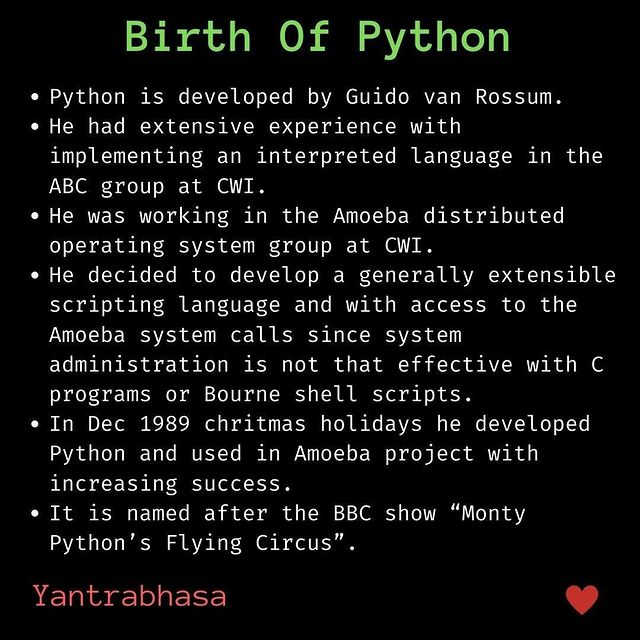 Birth Of Python
• Python is developed by Guido van Rossum.
• He had extensive experience with
implementing an interpreted language in the
ABC group at CWI.
• He was working in the Amoeba distributed
operating system group at CWI.
• He decided to develop a generally extensible
scripting language and with access to the
Amoeba system calls since system
administration is not that effective with C
programs or Bourne shell scripts.
• In Dec 1989 chritmas holidays he developed
Python and used in Amoeba project with
increasing success.
• It is named after the BBC show “Monty
Python’s Flying Circus”.
Yantrabhasa